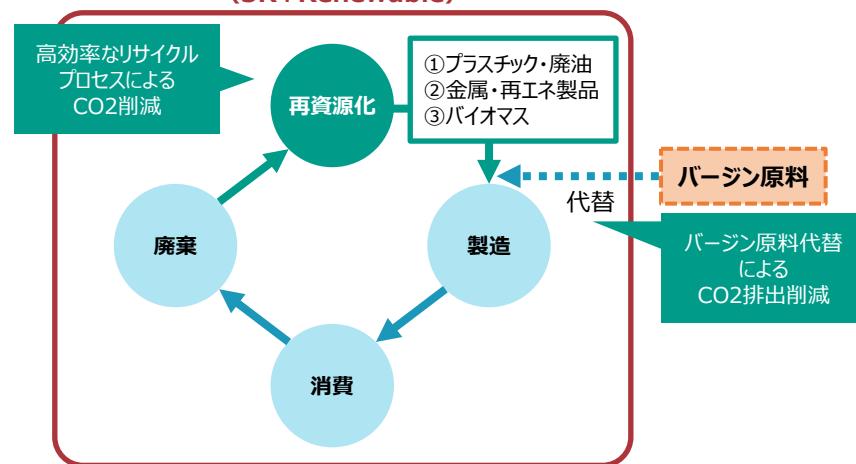 (3R+Renewable)
高効率なリサイクル
プロセスによる
CO2削減
再資源化
①プラスチック・廃油
②金属・再エネ製品
③バイオマス
バージン原料
代替
廃棄
製造
バージン原料代替
による
CO2排出削減
消費